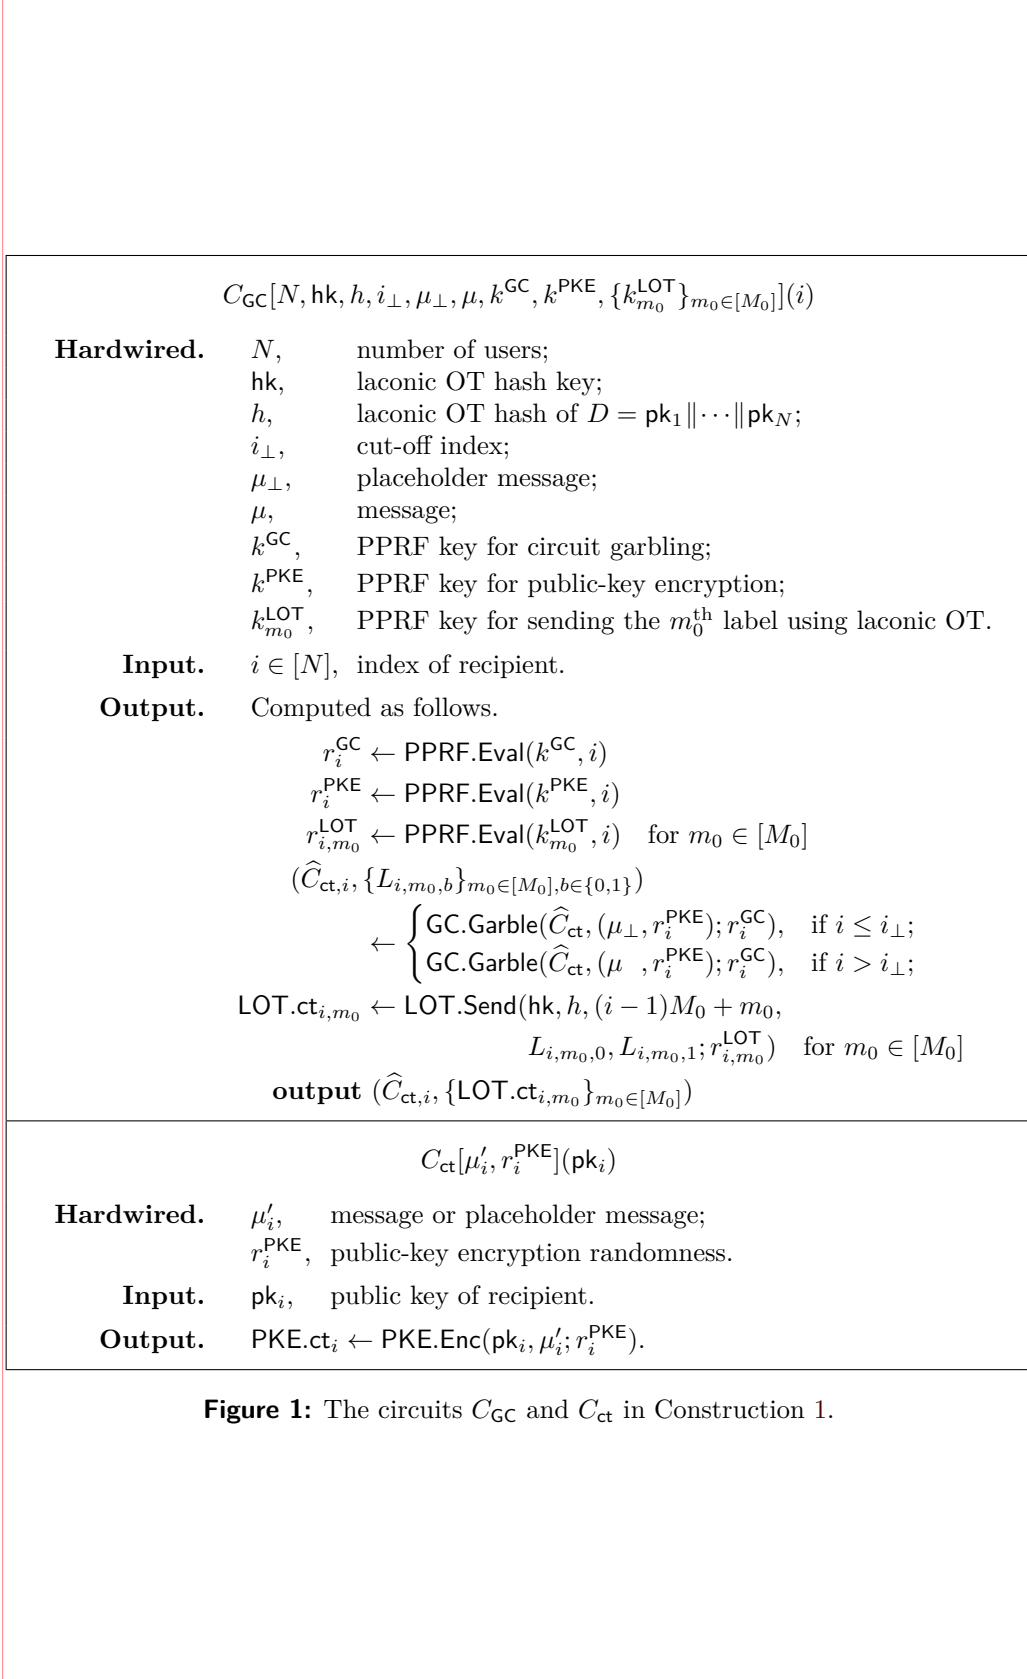 C_GC[N, hk, h, i_⊥, μ_⊥, μ, k^GC, k^PKE, {k^LOT_{m_0}}_{m_0∈[M_0]}](i)
Hardwired. N, number of users;
hk, laconic OT hash key;
h, laconic OT hash of D = pk_1‖···‖pk_N;
i_⊥, cut-off index;
μ_⊥, placeholder message;
μ, message;
k^GC, PPRF key for circuit garbling;
k^PKE, PPRF key for public-key encryption;
k^LOT_{m_0}, PPRF key for sending the m_0^th label using laconic OT.
Input. i ∈ [N], index of recipient.
Output. Computed as follows.
r_i^GC ← PPRF.Eval(k^GC, i)
r_i^PKE ← PPRF.Eval(k^PKE, i)
r^LOT_{i,m_0} ← PPRF.Eval(k^LOT_{m_0}, i) for m_0 ∈ [M_0]
(Ĉ_{ct,i}, {L_{i,m_0,b}}_{m_0∈[M_0],b∈{0,1}})
← { GC.Garble(Ĉ_ct, (μ_⊥, r_i^PKE); r_i^GC), if i ≤ i_⊥;
GC.Garble(Ĉ_ct, (μ , r_i^PKE); r_i^GC), if i > i_⊥;
LOT.ct_{i,m_0} ← LOT.Send(hk, h, (i − 1)M_0 + m_0,
L_{i,m_0,0}, L_{i,m_0,1}; r^LOT_{i,m_0}) for m_0 ∈ [M_0]
output (Ĉ_{ct,i}, {LOT.ct_{i,m_0}}_{m_0∈[M_0]})
C_ct[μ′_i, r_i^PKE](pk_i)
Hardwired. μ′_i, message or placeholder message;
r_i^PKE, public-key encryption randomness.
Input. pk_i, public key of recipient.
Output. PKE.ct_i ← PKE.Enc(pk_i, μ′_i; r_i^PKE).
Figure 1: The circuits C_GC and C_ct in Construction 1.